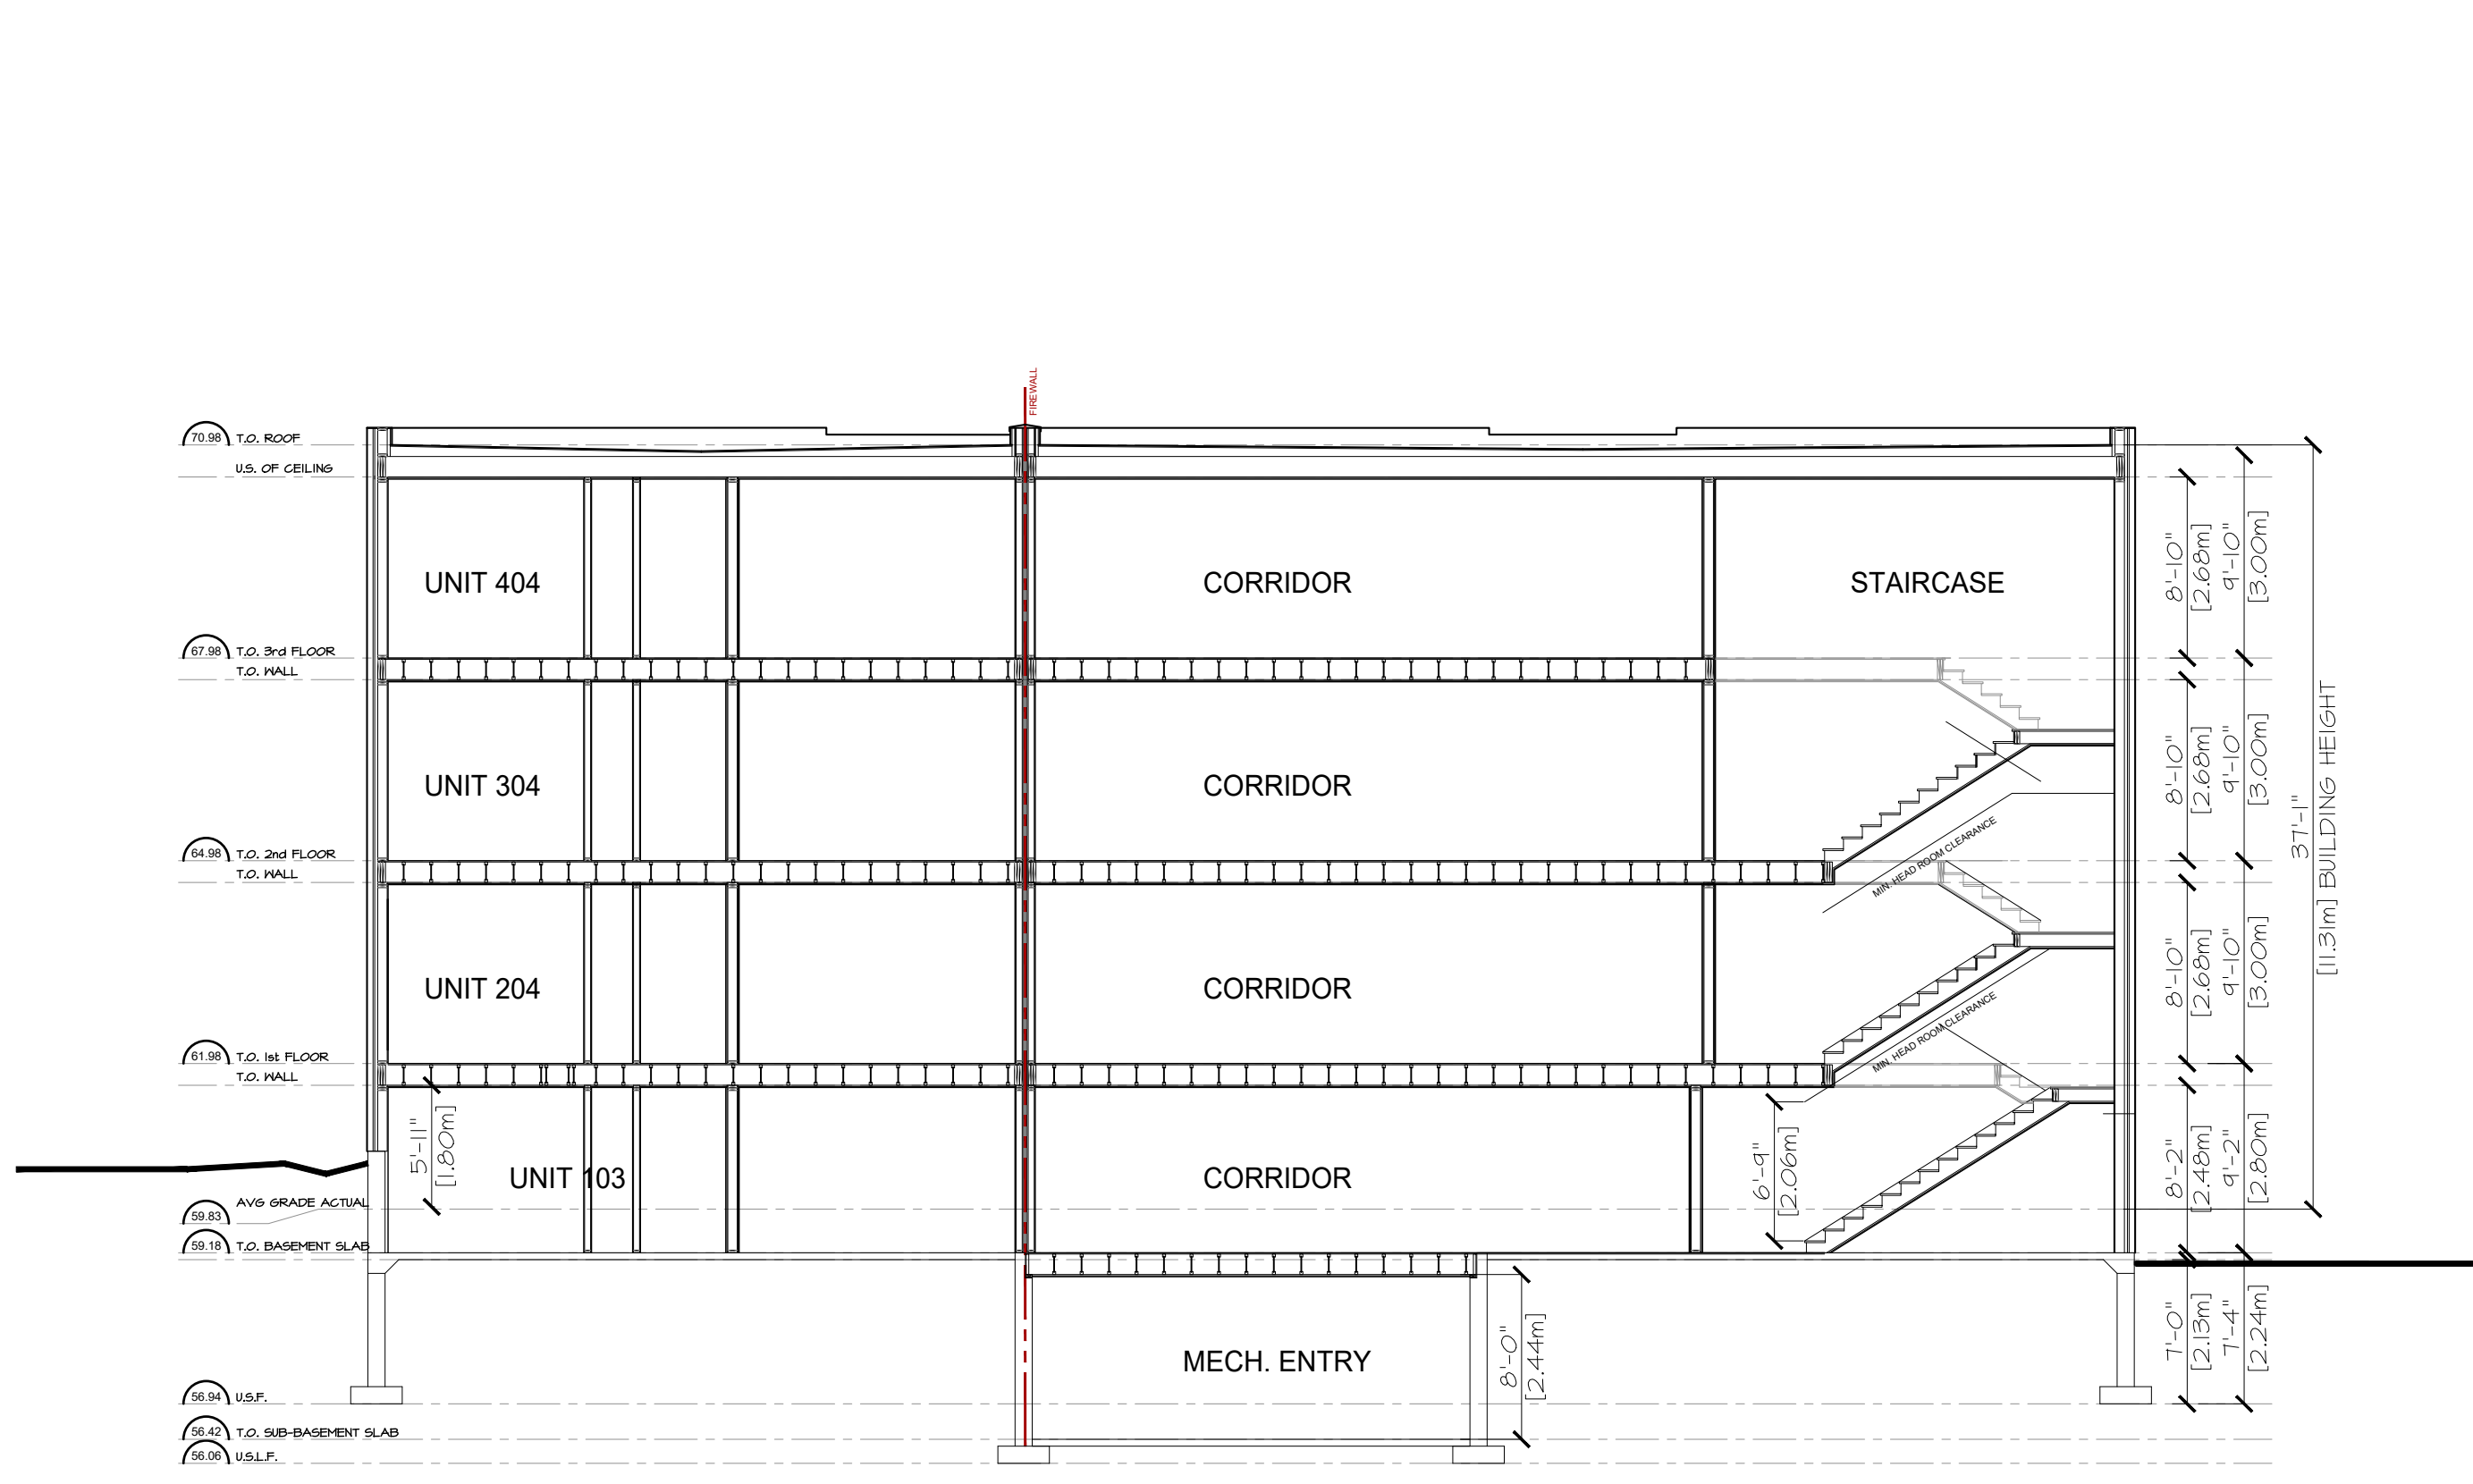 FIREWALL
70.98 T.O. ROOF
U.S. OF CEILING
UNIT 404
CORRIDOR
STAIRCASE
8'-10"
[2.68m]
9'-10"
[3.00m]
67.98 T.O. 3rd FLOOR
T.O. WALL
UNIT 304
CORRIDOR
8'-10"
[2.68m]
9'-10"
[3.00m]
37'-1"
[11.31m] BUILDING HEIGHT
MIN. HEAD ROOM CLEARANCE
64.98 T.O. 2nd FLOOR
T.O. WALL
UNIT 204
CORRIDOR
8'-10"
[2.68m]
9'-10"
[3.00m]
MIN. HEAD ROOM CLEARANCE
61.98 T.O. 1st FLOOR
T.O. WALL
5'-11"
[1.80m]
UNIT 103
CORRIDOR
6'-9"
[2.06m]
8'-2"
[2.48m]
9'-2"
[2.80m]
59.83 AVG GRADE ACTUAL
59.18 T.O. BASEMENT SLAB
MECH. ENTRY
8'-0"
[2.44m]
7'-0"
[2.13m]
7'-4"
[2.24m]
56.94 U.S.F.
56.42 T.O. SUB-BASEMENT SLAB
56.06 U.S.L.F.